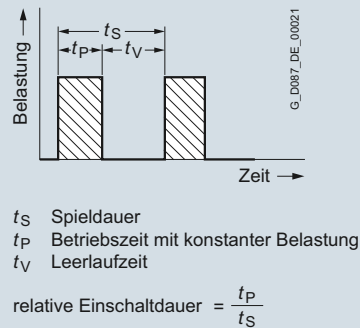 tS
tP
tV
Belastung
Zeit
G_D087_DE_00021
tS Spieldauer
tP Betriebszeit mit konstanter Belastung
tV Leerlaufzeit
relative Einschaltdauer = tP
tS